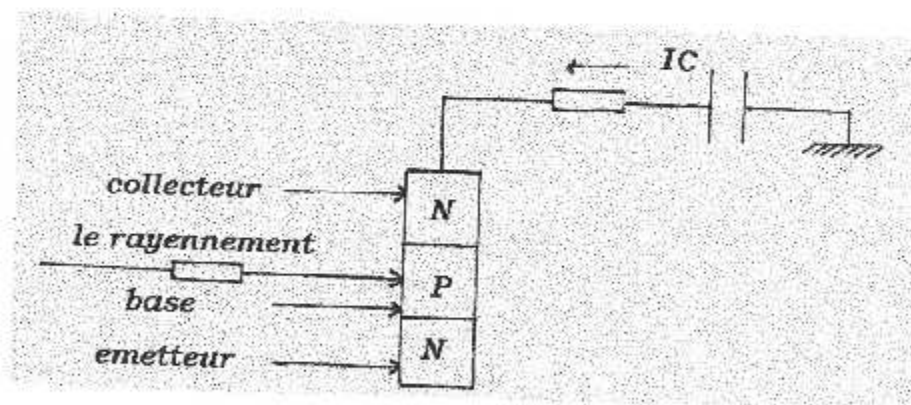 IC
collecteur
N
le rayennement
P
base
N
emetteur